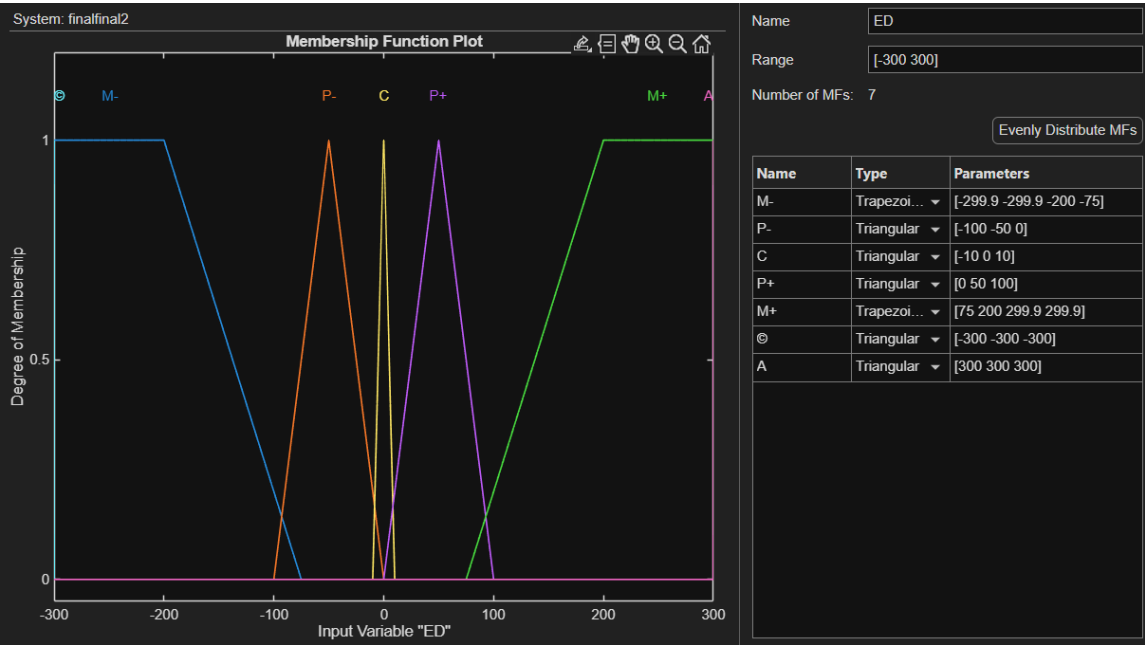 System: finalfinal2
Membership Function Plot
© M- P- C P+ M+ A
1
0.5
0
Degree of Membership
-300 -200 -100 0 100 200 300
Input Variable "ED"
Name ED
Range [-300 300]
Number of MFs: 7
Evenly Distribute MFs
Name Type Parameters
M- Trapezoi... [-299.9 -299.9 -200 -75]
P- Triangular [-100 -50 0]
C Triangular [-10 0 10]
P+ Triangular [0 50 100]
M+ Trapezoi... [75 200 299.9 299.9]
© Triangular [-300 -300 -300]
A Triangular [300 300 300]